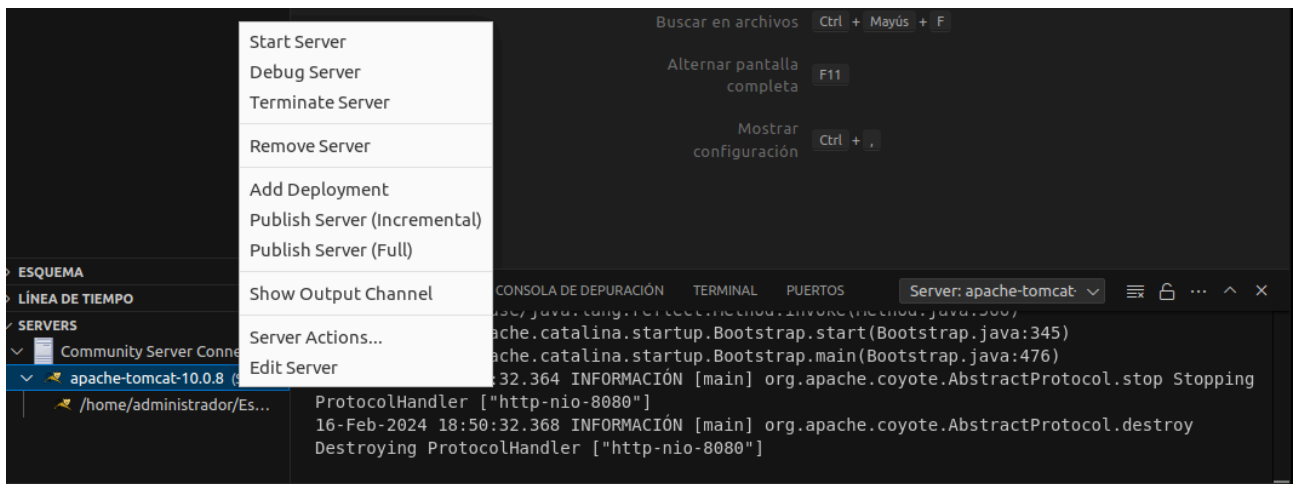 Buscar en archivos Ctrl + Mayús + F
Alternar pantalla
completa F11
Mostrar
configuración Ctrl + ,
Start Server
Debug Server
Terminate Server
Remove Server
Add Deployment
Publish Server (Incremental)
Publish Server (Full)
Show Output Channel
Server Actions...
Edit Server
ESQUEMA
LÍNEA DE TIEMPO
SERVERS
Community Server Conne
apache-tomcat-10.0.8
/home/administrador/Es...
CONSOLA DE DEPURACIÓN TERMINAL PUERTOS Server: apache-tomcat-
ache.catalina.startup.Bootstrap.start(Bootstrap.java:345)
ache.catalina.startup.Bootstrap.main(Bootstrap.java:476)
:32.364 INFORMACIÓN [main] org.apache.coyote.AbstractProtocol.stop Stopping
ProtocolHandler ["http-nio-8080"]
16-Feb-2024 18:50:32.368 INFORMACIÓN [main] org.apache.coyote.AbstractProtocol.destroy
Destroying ProtocolHandler ["http-nio-8080"]